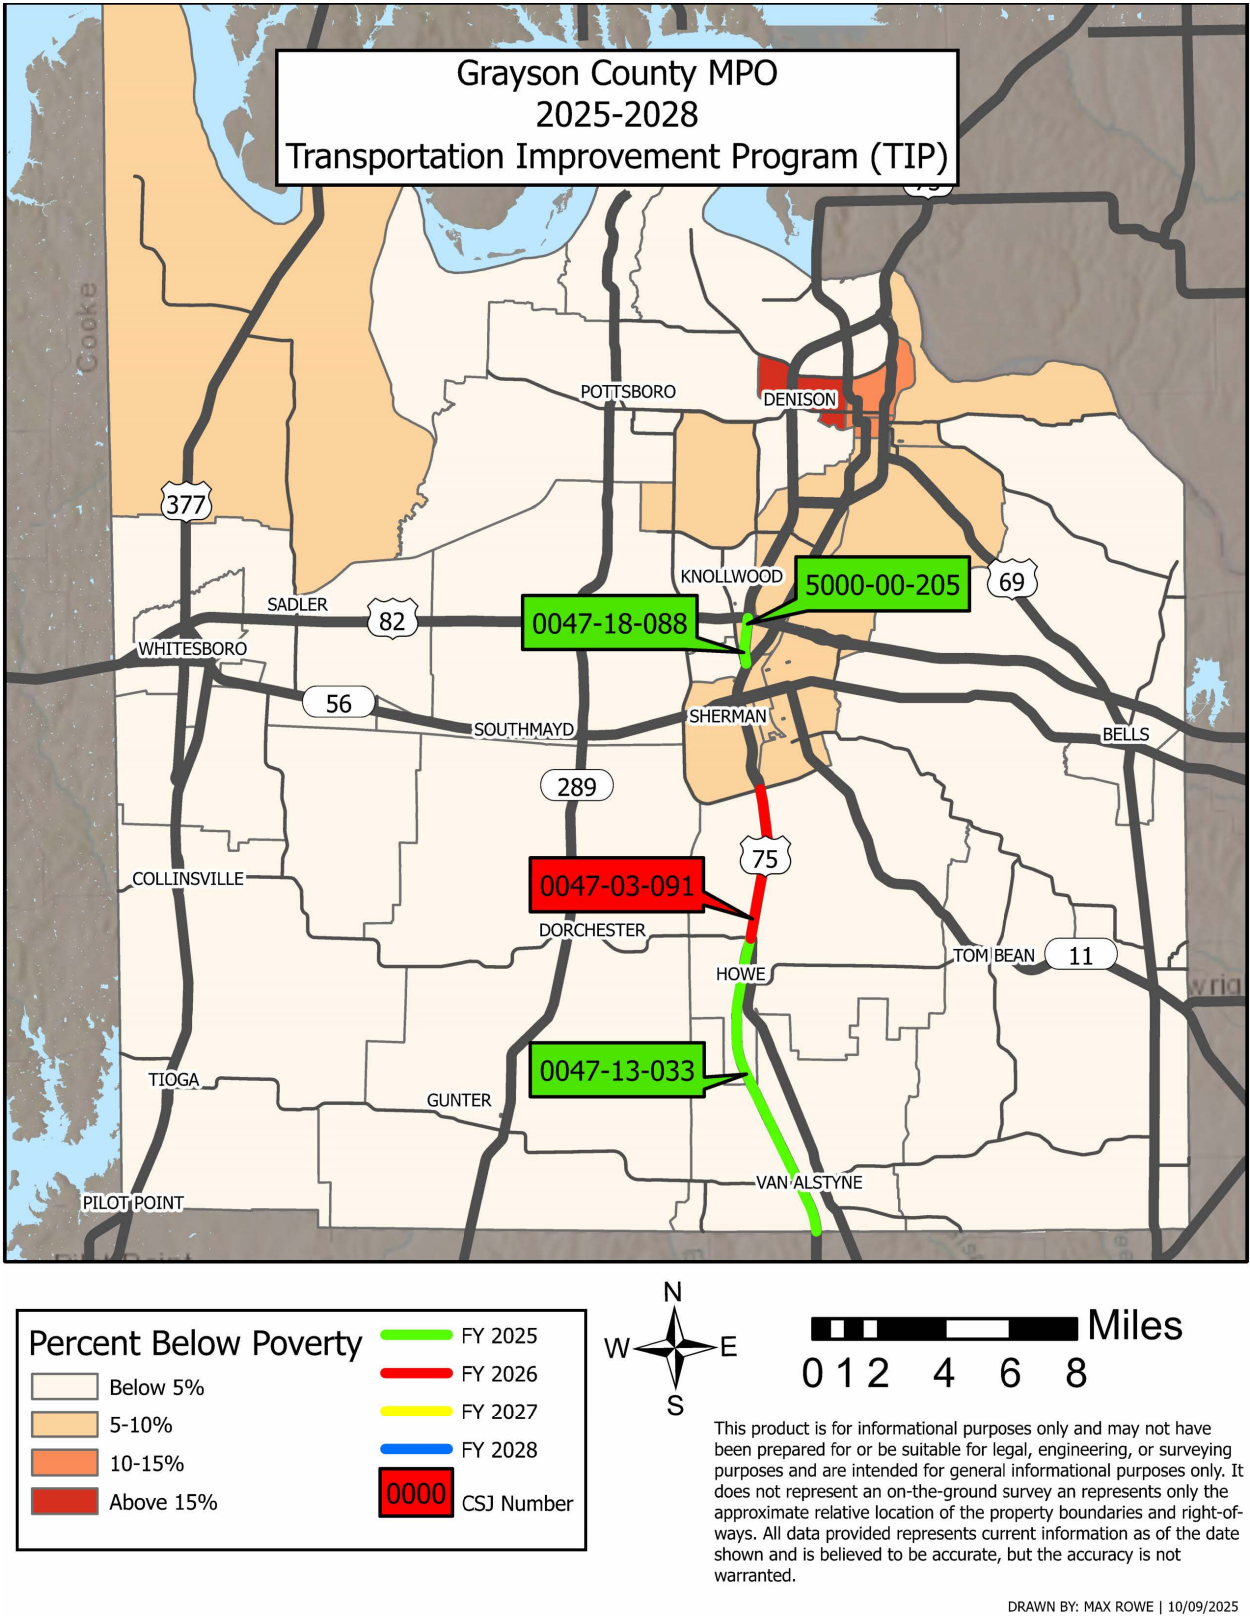 Grayson County MPO
2025-2028
Transportation Improvement Program (TIP)
75
Cooke
POTTSBORO
DENISON
377
KNOLLWOOD
5000-00-205
69
SADLER
82
0047-18-088
WHITESBORO
56
SHERMAN
SOUTHMAYD
BELLS
289
75
0047-03-091
COLLINSVILLE
DORCHESTER
TOM BEAN
11
HOWE
wrig
0047-13-033
TIOGA
GUNTER
VAN ALSTYNE
PILOT POINT
Pilot Point
Percent Below Poverty
Below 5%
5-10%
10-15%
Above 15%
FY 2025
FY 2026
FY 2027
FY 2028
0000
CSJ Number
N
W
E
S
Miles
0 1 2 4 6 8
This product is for informational purposes only and may not have
been prepared for or be suitable for legal, engineering, or surveying
purposes and are intended for general informational purposes only. It
does not represent an on-the-ground survey an represents only the
approximate relative location of the property boundaries and right-of-
ways. All data provided represents current information as of the date
shown and is believed to be accurate, but the accuracy is not
warranted.
DRAWN BY: MAX ROWE | 10/09/2025